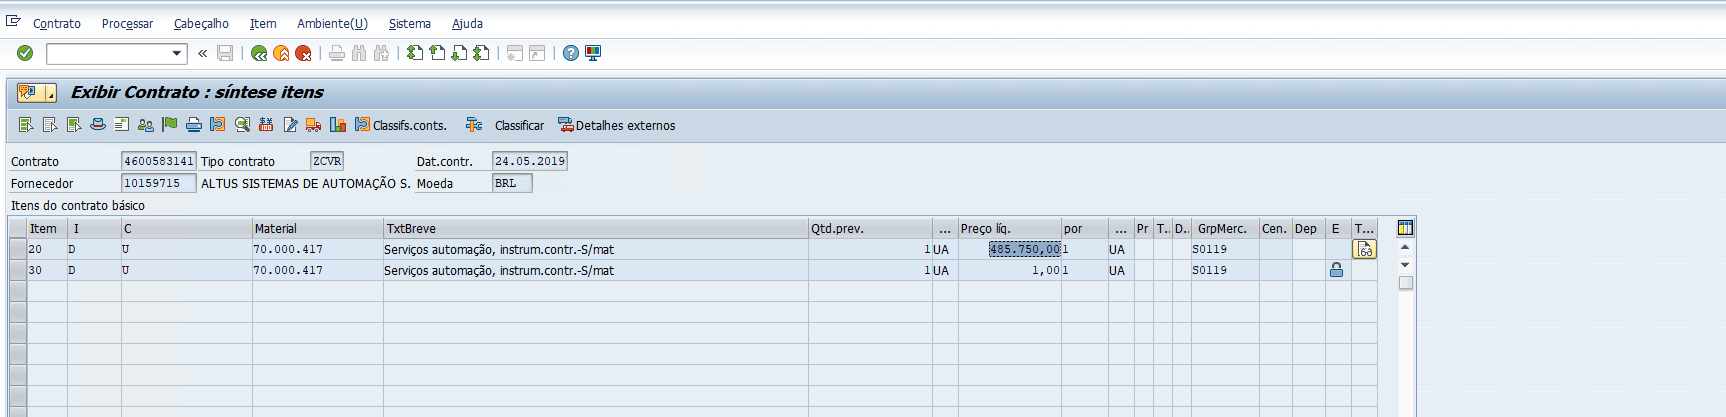 Contrato Processar Cabeçalho Item Ambiente(U) Sistema Ajuda
«
Exibir Contrato : síntese itens
Classifs.conts. Classificar Detalhes externos
Contrato 4600583141 Tipo contrato ZCVR Dat.contr. 24.05.2019
Fornecedor 10159715 ALTUS SISTEMAS DE AUTOMAÇÃO S. Moeda BRL
Itens do contrato básico
Item I C Material TxtBreve Qtd.prev. ... Preço líq. por ... Pr T.. D.. GrpMerc. Cen. Dep E T...
20 D U 70.000.417 Serviços automação, instrum.contr.-S/mat 1 UA 485.750,00 1 UA S0119
30 D U 70.000.417 Serviços automação, instrum.contr.-S/mat 1 UA 1,00 1 UA S0119